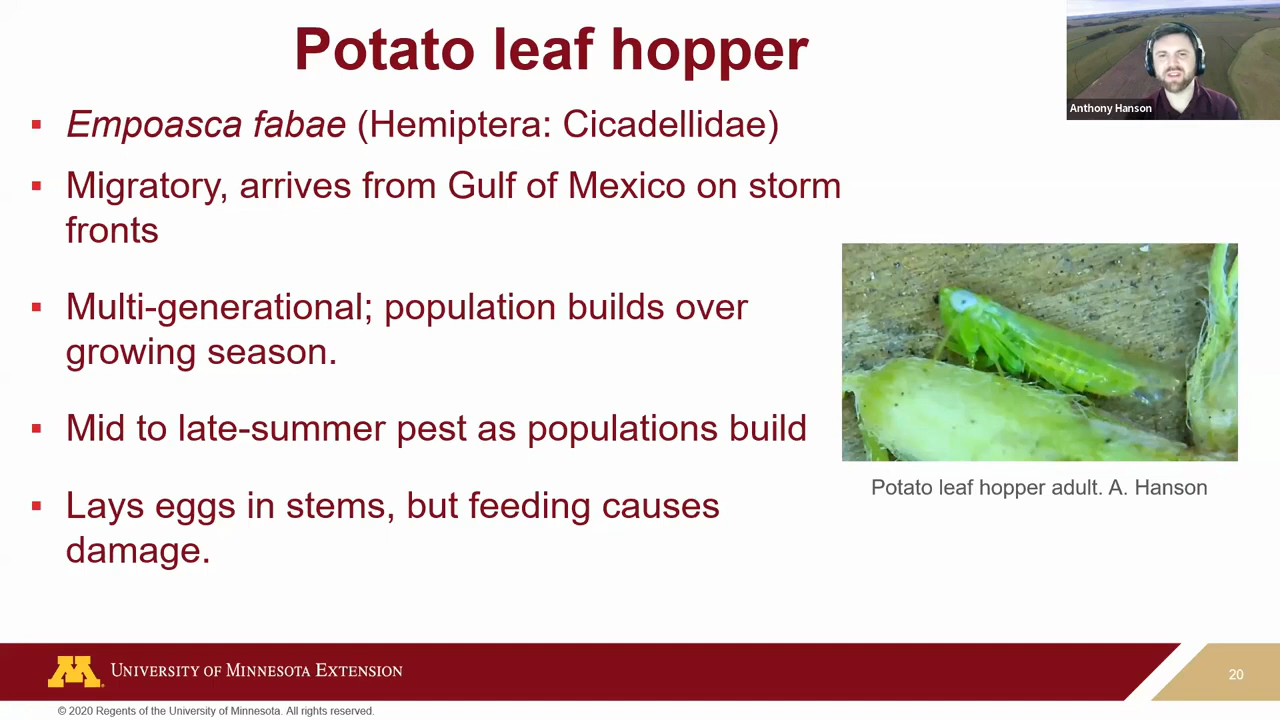 Potato leaf hopper
Anthony Hanson
▪ Empoasca fabae (Hemiptera: Cicadellidae)
▪ Migratory, arrives from Gulf of Mexico on storm
fronts
▪ Multi-generational; population builds over
growing season.
▪ Mid to late-summer pest as populations build
▪ Lays eggs in stems, but feeding causes
damage.
Potato leaf hopper adult. A. Hanson
M
UNIVERSITY OF MINNESOTA EXTENSION
20
© 2020 Regents of the University of Minnesota. All rights reserved.